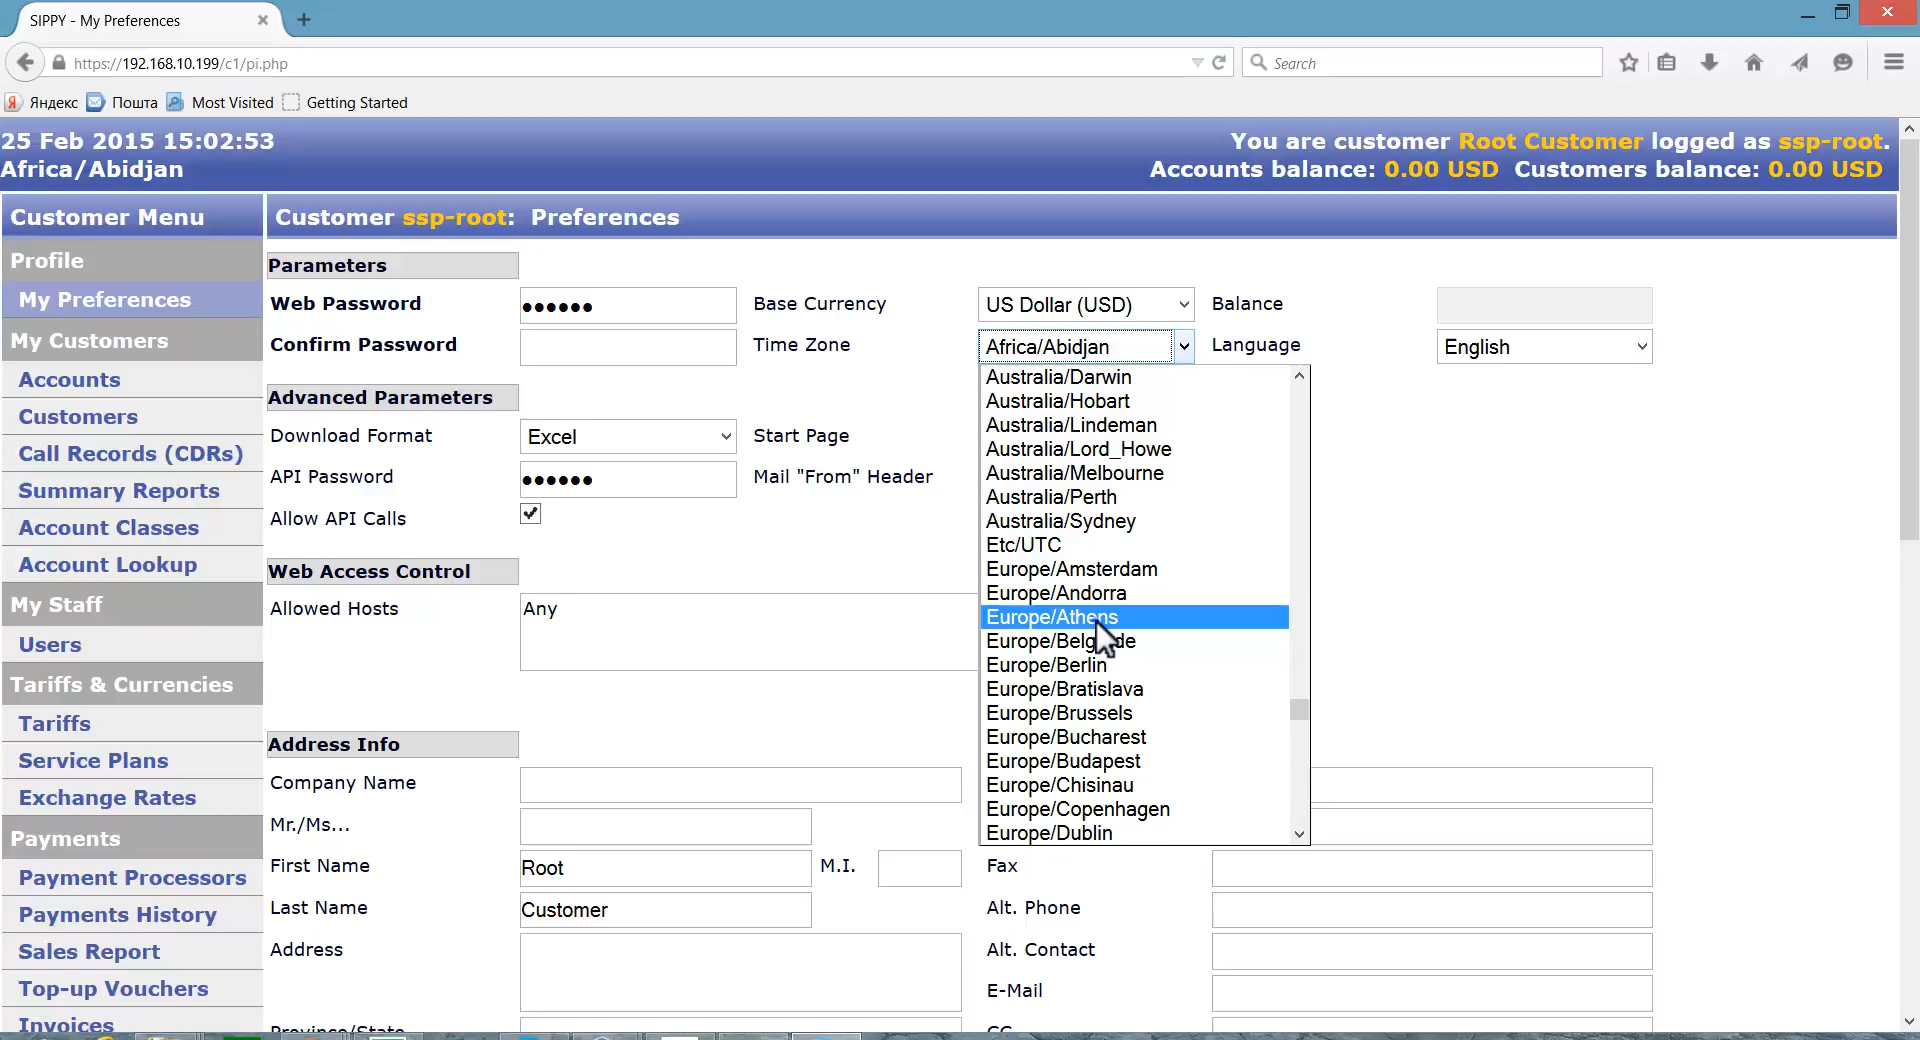 SIPPY - My Preferences
https://192.168.10.199/c1/pi.php
Search
Яндекс Пошта Most Visited Getting Started
25 Feb 2015 15:02:53
Africa/Abidjan
You are customer Root Customer logged as ssp-root.
Accounts balance: 0.00 USD Customers balance: 0.00 USD
Customer Menu
Profile
My Preferences
My Customers
Accounts
Customers
Call Records (CDRs)
Summary Reports
Account Classes
Account Lookup
My Staff
Users
Tariffs & Currencies
Tariffs
Service Plans
Exchange Rates
Payments
Payment Processors
Payments History
Sales Report
Top-up Vouchers
Invoices
Customer ssp-root: Preferences
Parameters
Web Password Base Currency US Dollar (USD) Balance
Confirm Password Time Zone Africa/Abidjan Language English
Australia/Darwin
Australia/Hobart
Australia/Lindeman
Australia/Lord_Howe
Australia/Melbourne
Australia/Perth
Australia/Sydney
Etc/UTC
Europe/Amsterdam
Europe/Andorra
Europe/Athens
Europe/Belgrade
Europe/Berlin
Europe/Bratislava
Europe/Brussels
Europe/Bucharest
Europe/Budapest
Europe/Chisinau
Europe/Copenhagen
Europe/Dublin
Advanced Parameters
Download Format Excel Start Page
API Password Mail "From" Header
Allow API Calls
Web Access Control
Allowed Hosts Any
Address Info
Company Name
Mr./Ms...
First Name Root M.I. Fax
Last Name Customer Alt. Phone
Address Alt. Contact
E-Mail
Province/State CC